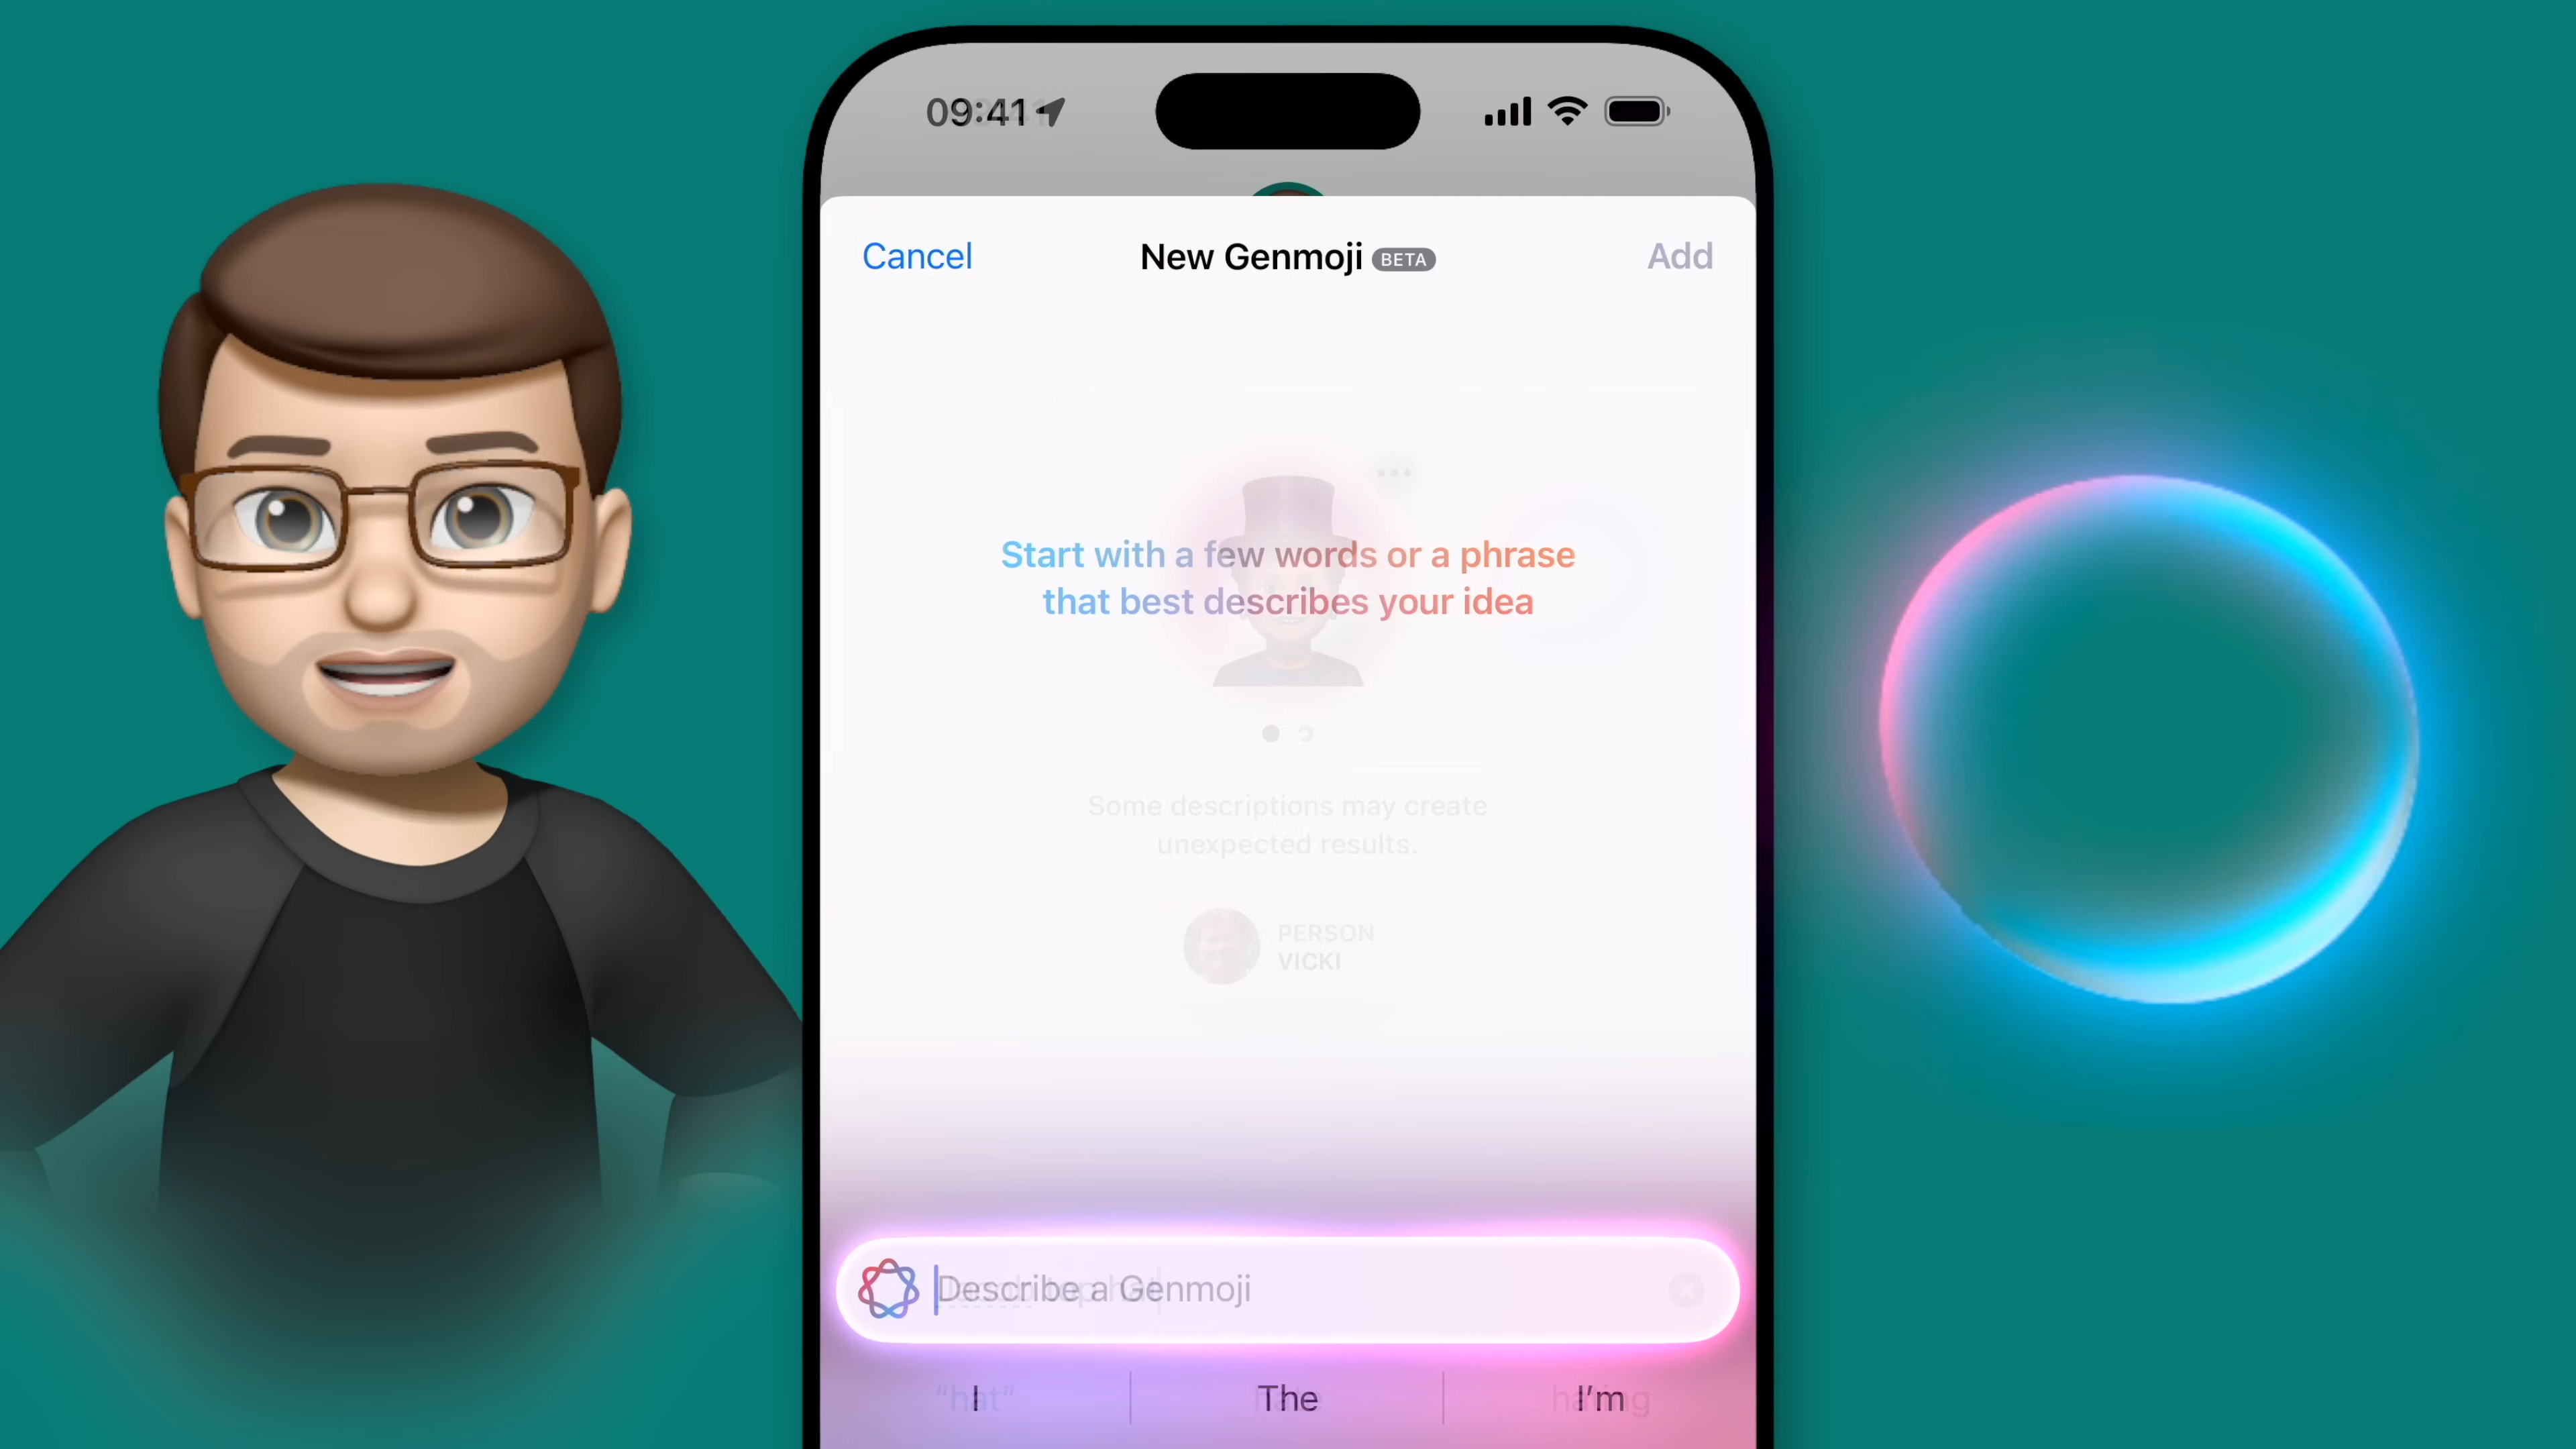 09:41
Cancel
New Genmoji BETA
Add
Start with a few words or a phrase
that best describes your idea
Some descriptions may create
unexpected results.
PERSON
VICKI
Describe a Genmoji
"hat"
I
The
I'm